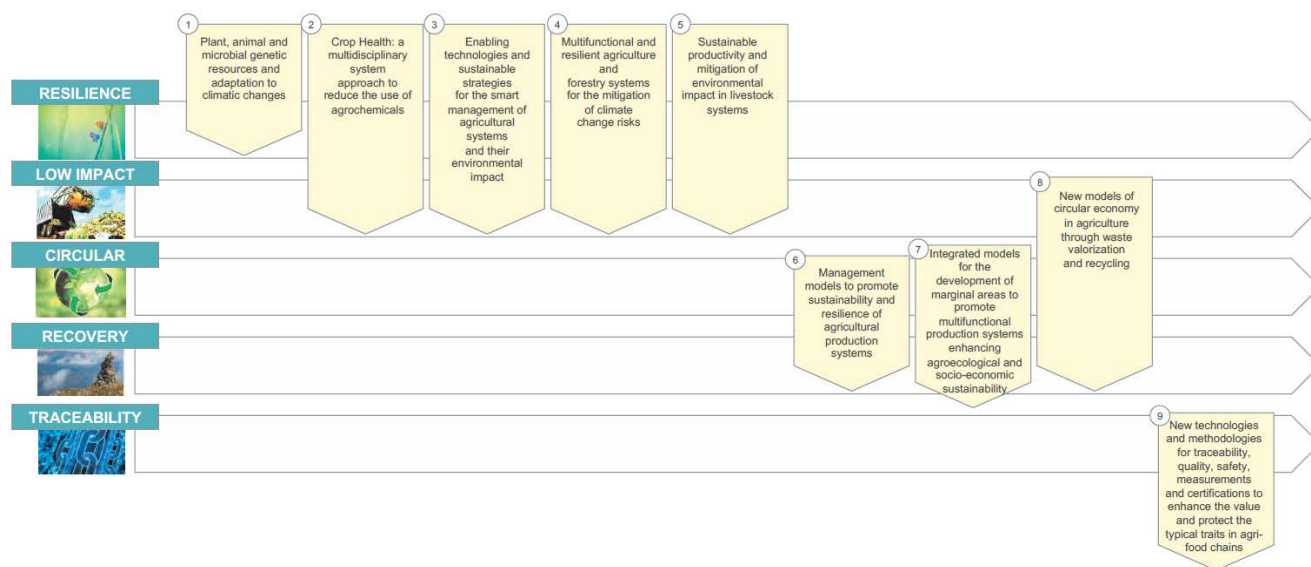 1
Plant, animal and
microbial genetic
resources and
adaptation to
climatic changes
2
Crop Health: a
multidisciplinary
system
approach to
reduce the use of
agrochemicals
3
Enabling
technologies and
sustainable
strategies
for the smart
management of
agricultural
systems
and their
environmental
impact
4
Multifunctional and
resilient agriculture
and
forestry systems
for the mitigation
of climate
change risks
5
Sustainable
productivity and
mitigation of
environmental
impact in livestock
systems
RESILIENCE
LOW IMPACT
8
New models of
circular economy
in agriculture
through waste
valorization
and recycling
CIRCULAR
6
Management
models to promote
sustainability and
resilience of
agricultural
production
systems
7
Integrated models
for the
development of
marginal areas to
promote
multifunctional
production systems
enhancing
agroecological and
socio-economic
sustainability
RECOVERY
TRACEABILITY
9
New technologies
and methodologies
for traceability,
quality, safety,
measurements
and certifications to
enhance the value
and protect the
typical traits in agri-
food chains